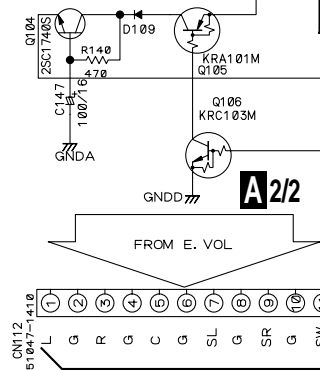 Q104
2SC1740S
D109
R140
470
KRA101M
Q105
C147
100/16
Q106
KRC103M
GNDA
GNDD
A 2/2
FROM E. VOL
CN112
51047-1410
1 2 3 4 5 6 7 8 9 10
L G R G C G SL G SR G SW